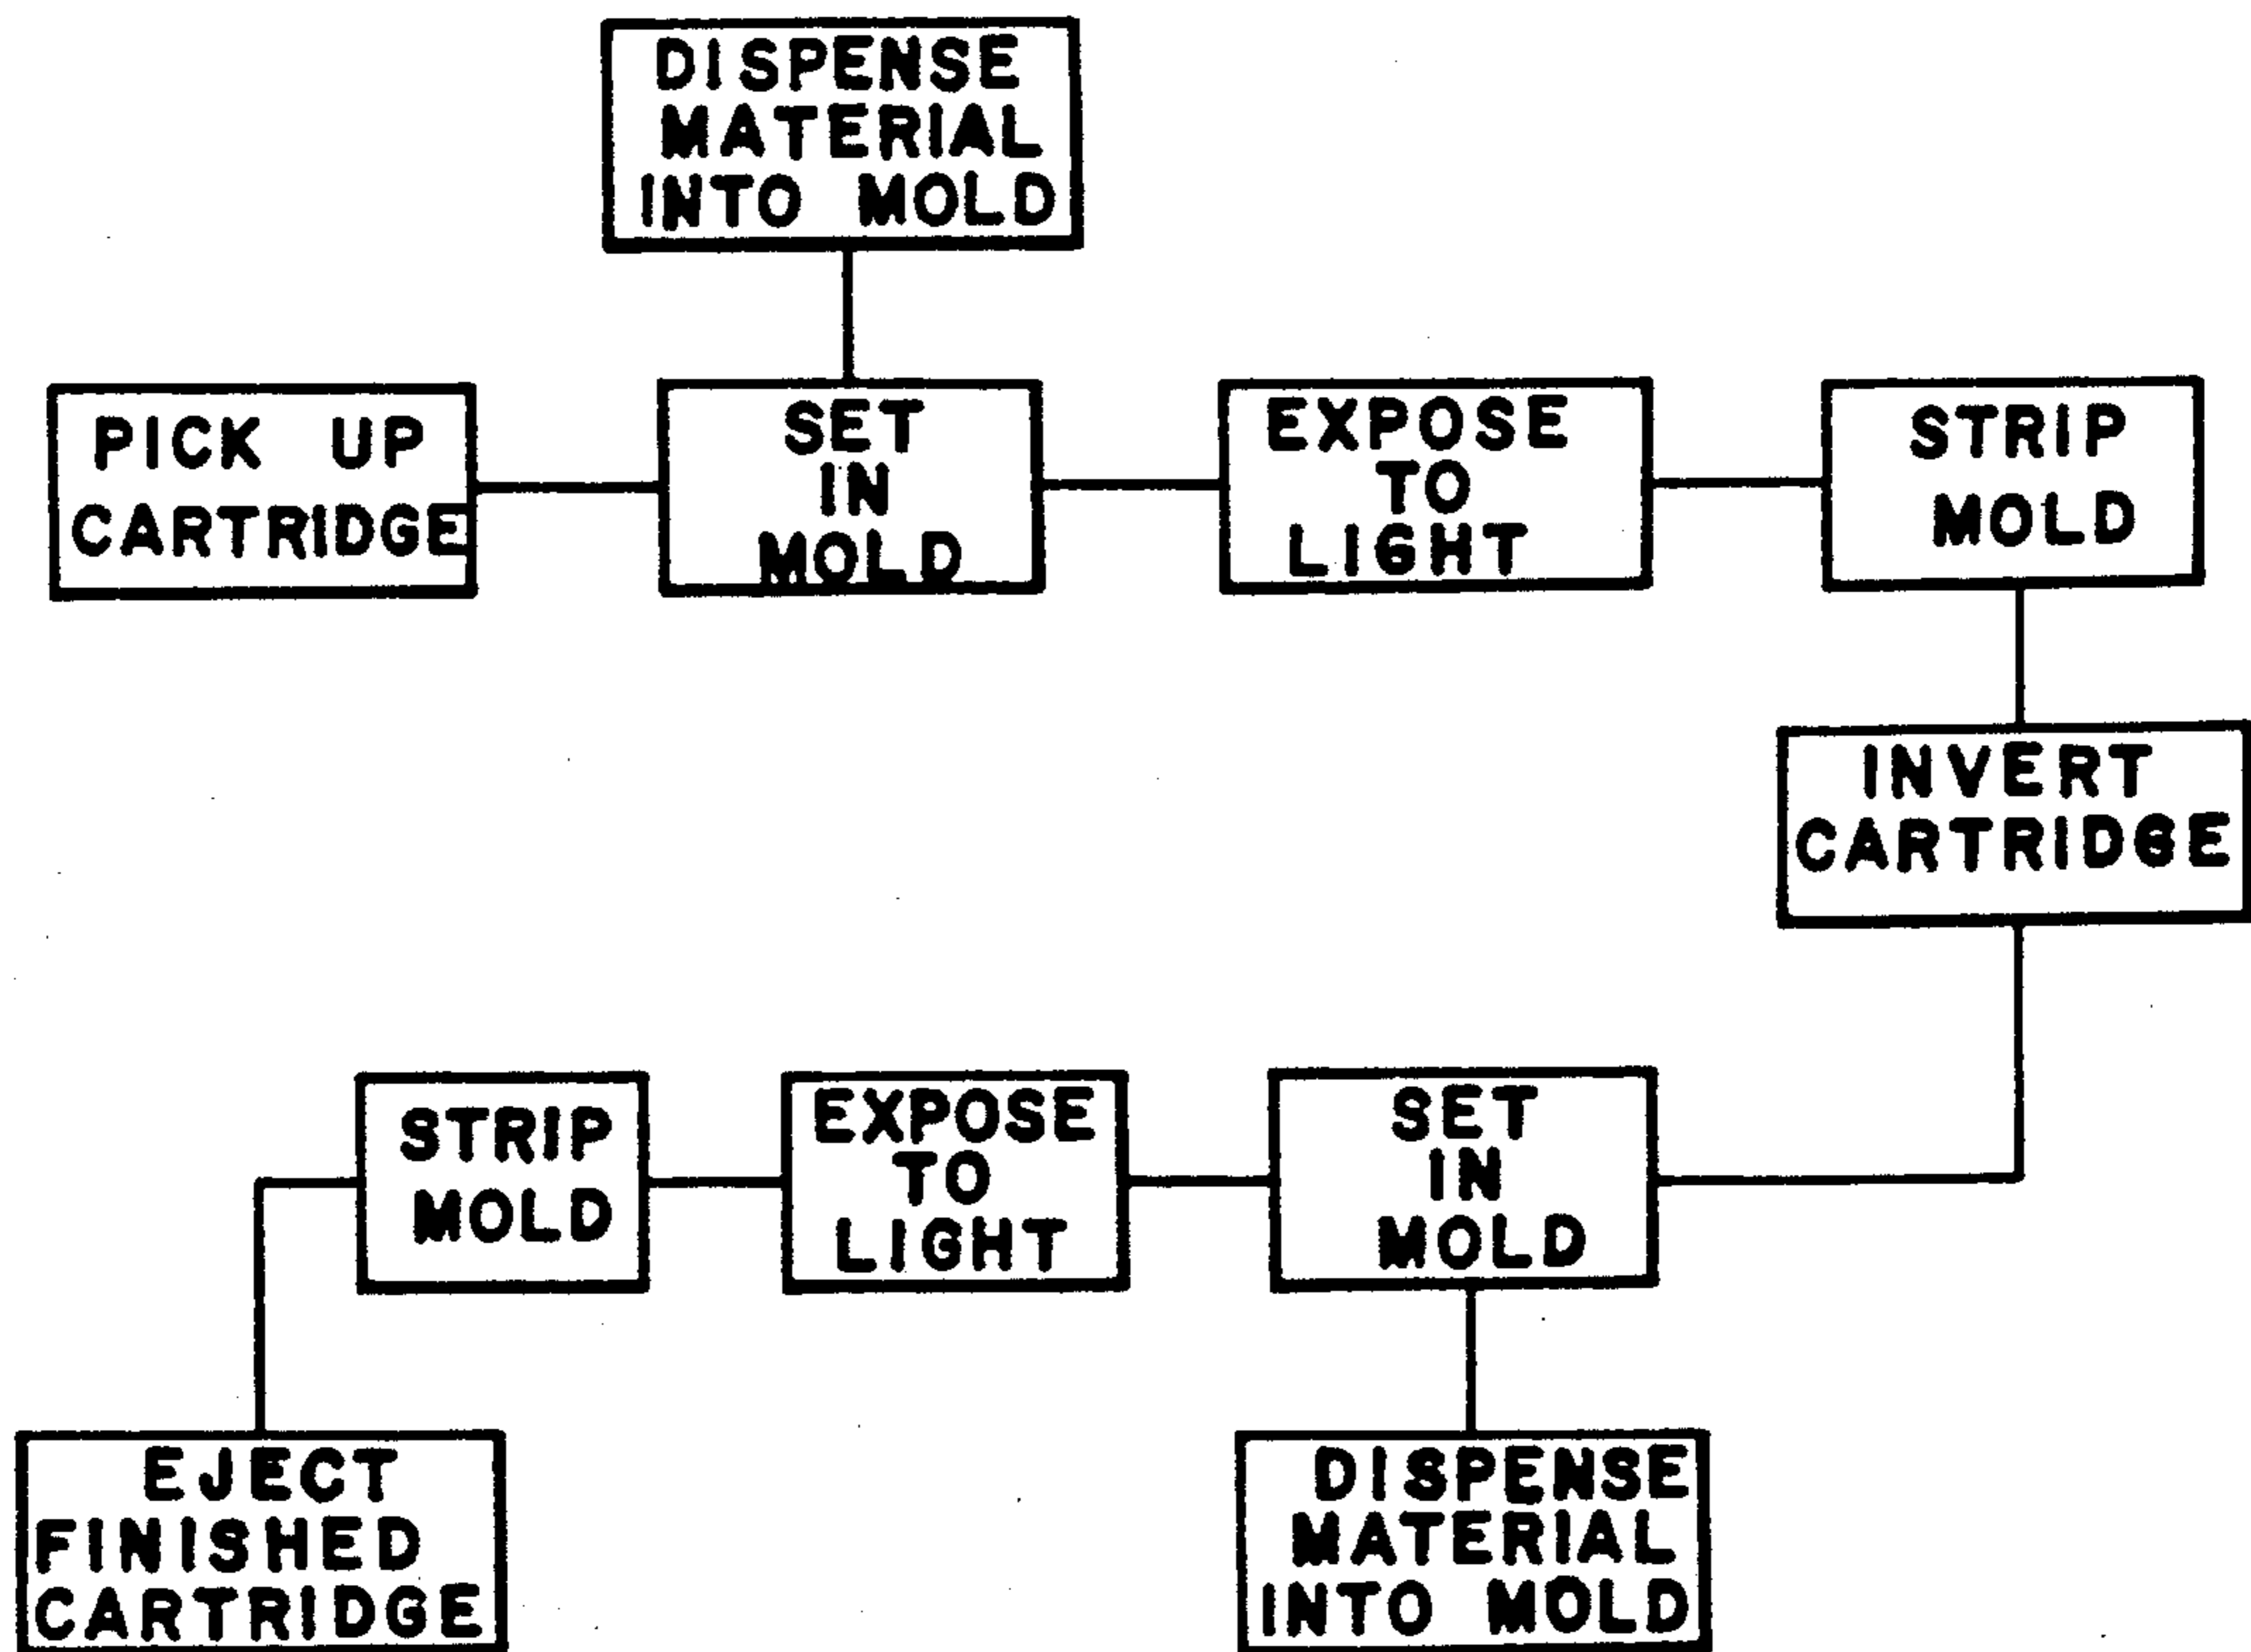 DISPENSE
MATERIAL
INTO MOLD
PICK UP
CARTRIDGE
SET
IN
MOLD
EXPOSE
TO
LIGHT
STRIP
MOLD
INVERT
CARTRIDGE
STRIP
MOLD
EXPOSE
TO
LIGHT
SET
IN
MOLD
EJECT
FINISHED
CARTRIDGE
DISPENSE
MATERIAL
INTO MOLD